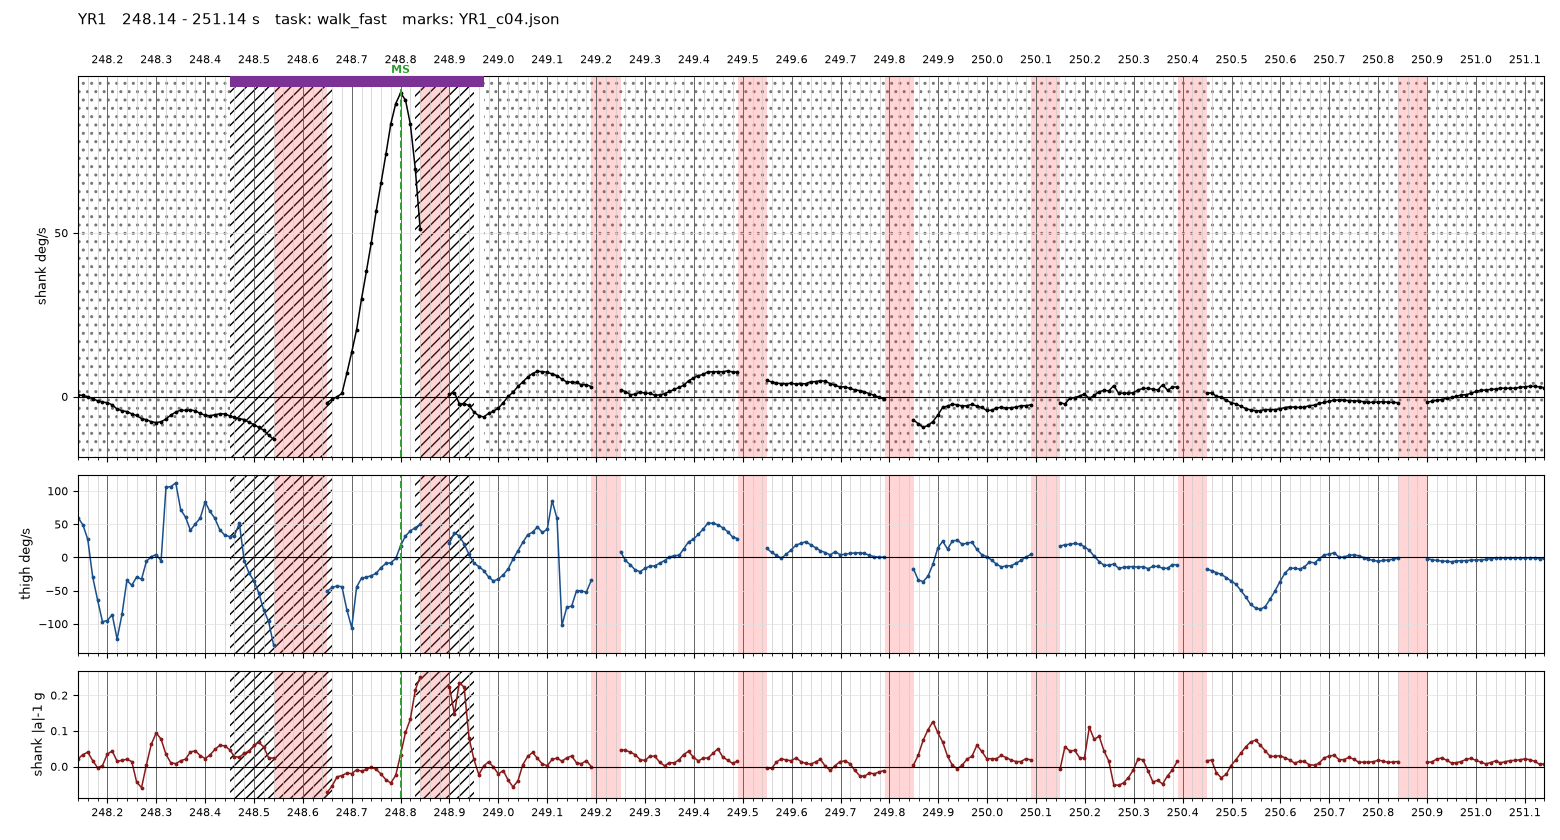 YR1   248.14 - 251.14 s   task: walk_fast   marks: YR1_c04.json
248.2 248.3 248.4 248.5 248.6 248.7 248.8 248.9 249.0 249.1 249.2 249.3 249.4 249.5 249.6 249.7 249.8 249.9 250.0 250.1 250.2 250.3 250.4 250.5 250.6 250.7 250.8 250.9 251.0 251.1
MS
50
0
shank deg/s
100
50
0
−50
−100
thigh deg/s
0.2
0.1
0.0
shank |a|-1 g
248.2 248.3 248.4 248.5 248.6 248.7 248.8 248.9 249.0 249.1 249.2 249.3 249.4 249.5 249.6 249.7 249.8 249.9 250.0 250.1 250.2 250.3 250.4 250.5 250.6 250.7 250.8 250.9 251.0 251.1